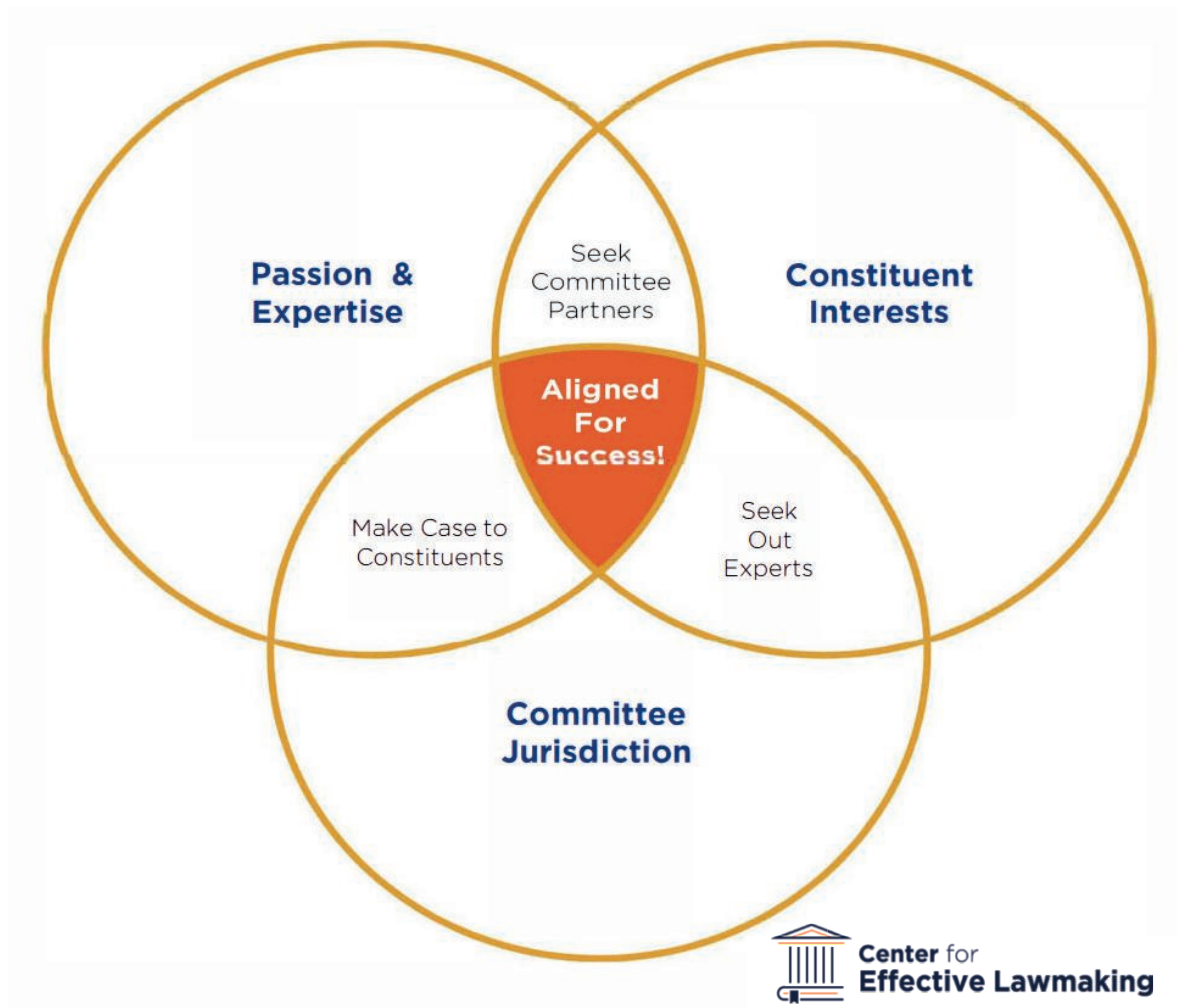 Passion & 
Expertise
Seek
Committee
Partners
Constituent
Interests
Aligned
For
Success!
Make Case to
Constituents
Seek
Out
Experts
Committee
Jurisdiction
Center for
Effective Lawmaking